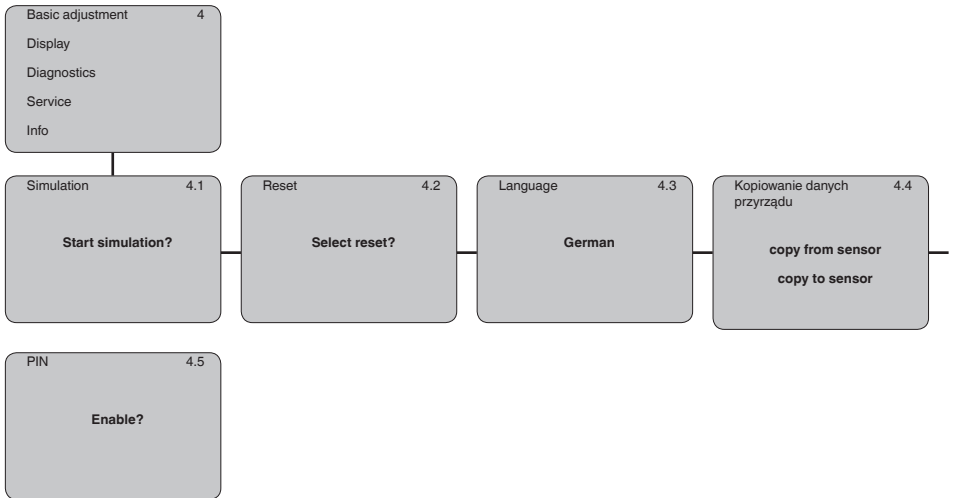 Basic adjustment 4
Display
Diagnostics
Service
Info
Simulation 4.1
Start simulation?
Reset 4.2
Select reset?
Language 4.3
German
Kopiowanie danych 4.4
przyrządu
copy from sensor
copy to sensor
PIN 4.5
Enable?